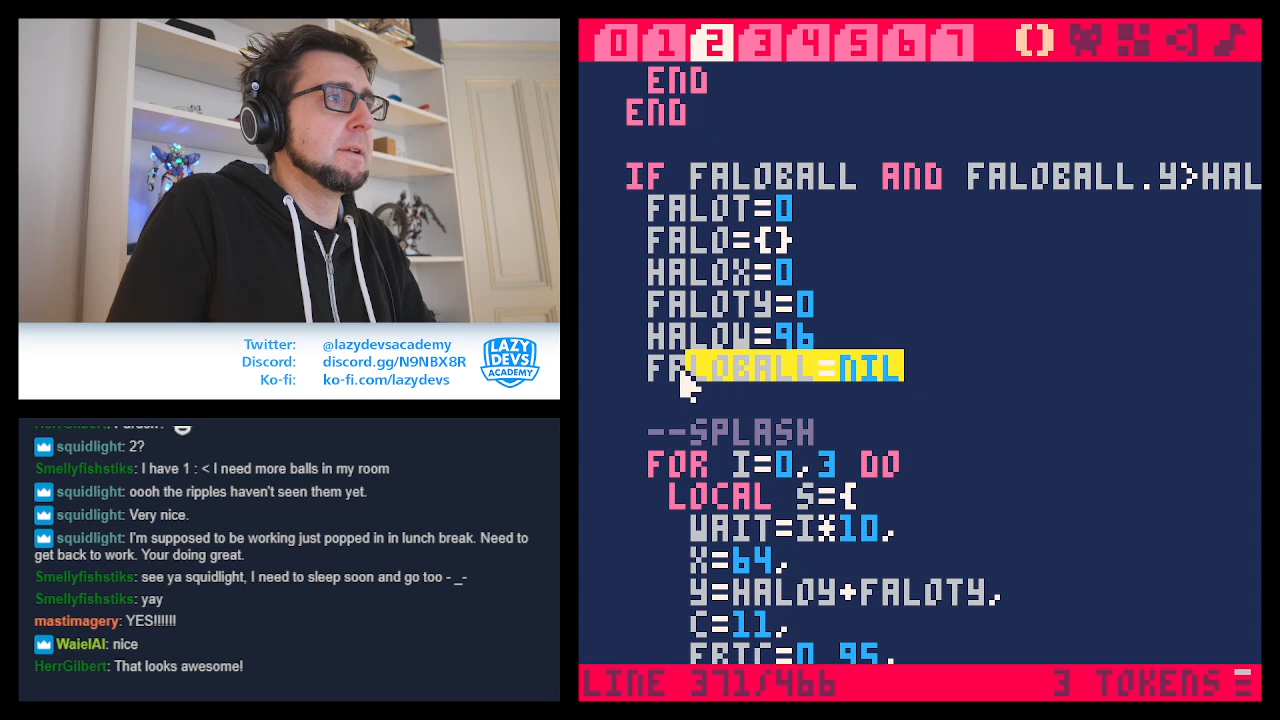 Twitter: @lazydevsacademy
Discord: discord.gg/N9NBX8R
Ko-fi: ko-fi.com/lazydevs
LAZY
DEVS
ACADEMY
squidlight: 2?
Smellyfishstiks: I have 1 : < I need more balls in my room
squidlight: oooh the ripples haven't seen them yet.
squidlight: Very nice.
squidlight: I'm supposed to be working just popped in in lunch break. Need to
get back to work. Your doing great.
Smellyfishstiks: see ya squidlight, I need to sleep soon and go too - _-
Smellyfishstiks: yay
mastimagery: YES!!!!!!
WaielAI: nice
HerrGilbert: That looks awesome!
0 1 2 3 4 5 6 7 ()
END
END
IF FALOBALL AND FALOBALL.Y>HAL
FALOT=0
FALO={}
HALOX=0
FALOTY=0
HALOW=96
FALOBALL=NIL
--SPLASH
FOR I=0,3 DO
LOCAL S={
WAIT=I*10,
X=64,
Y=HALOY+FALOTY,
C=11,
LINE 371/466 3 TOKENS